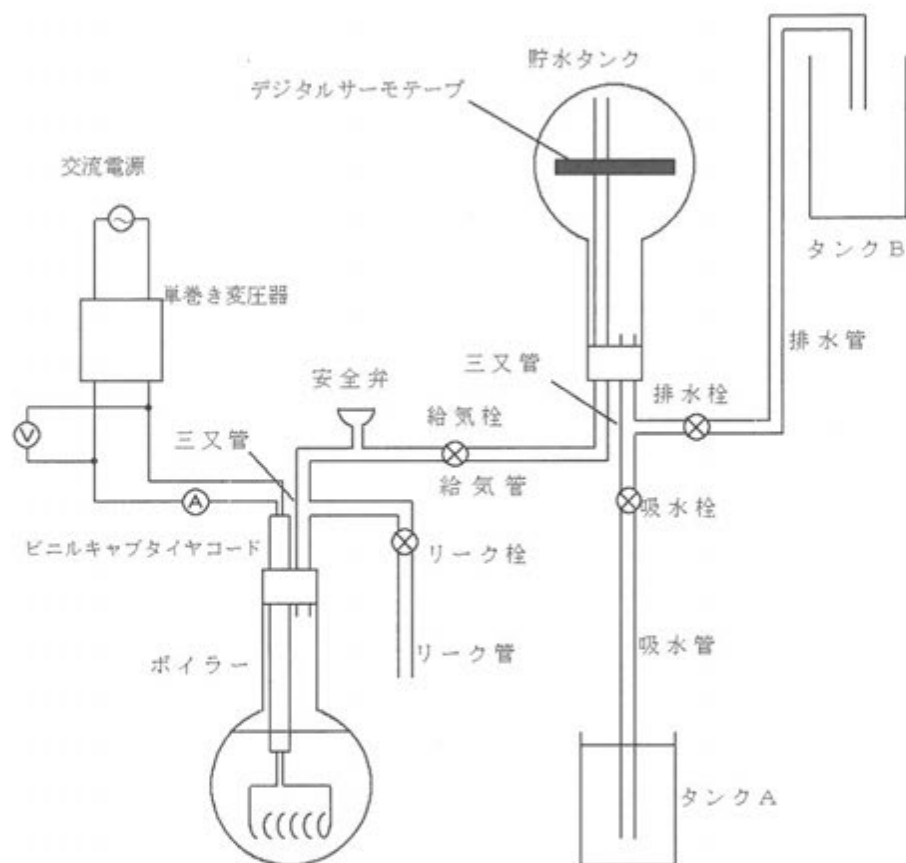 貯水タンク
デジタルサーモテープ
交流電源
タンクB
単巻き変圧器
排水管
三又管
安全弁
排水栓
給気栓
三又管
V
給気管
A
吸水栓
ビニルキャブタイヤコード
リーク栓
ボイラー
リーク管
吸水管
タンクA